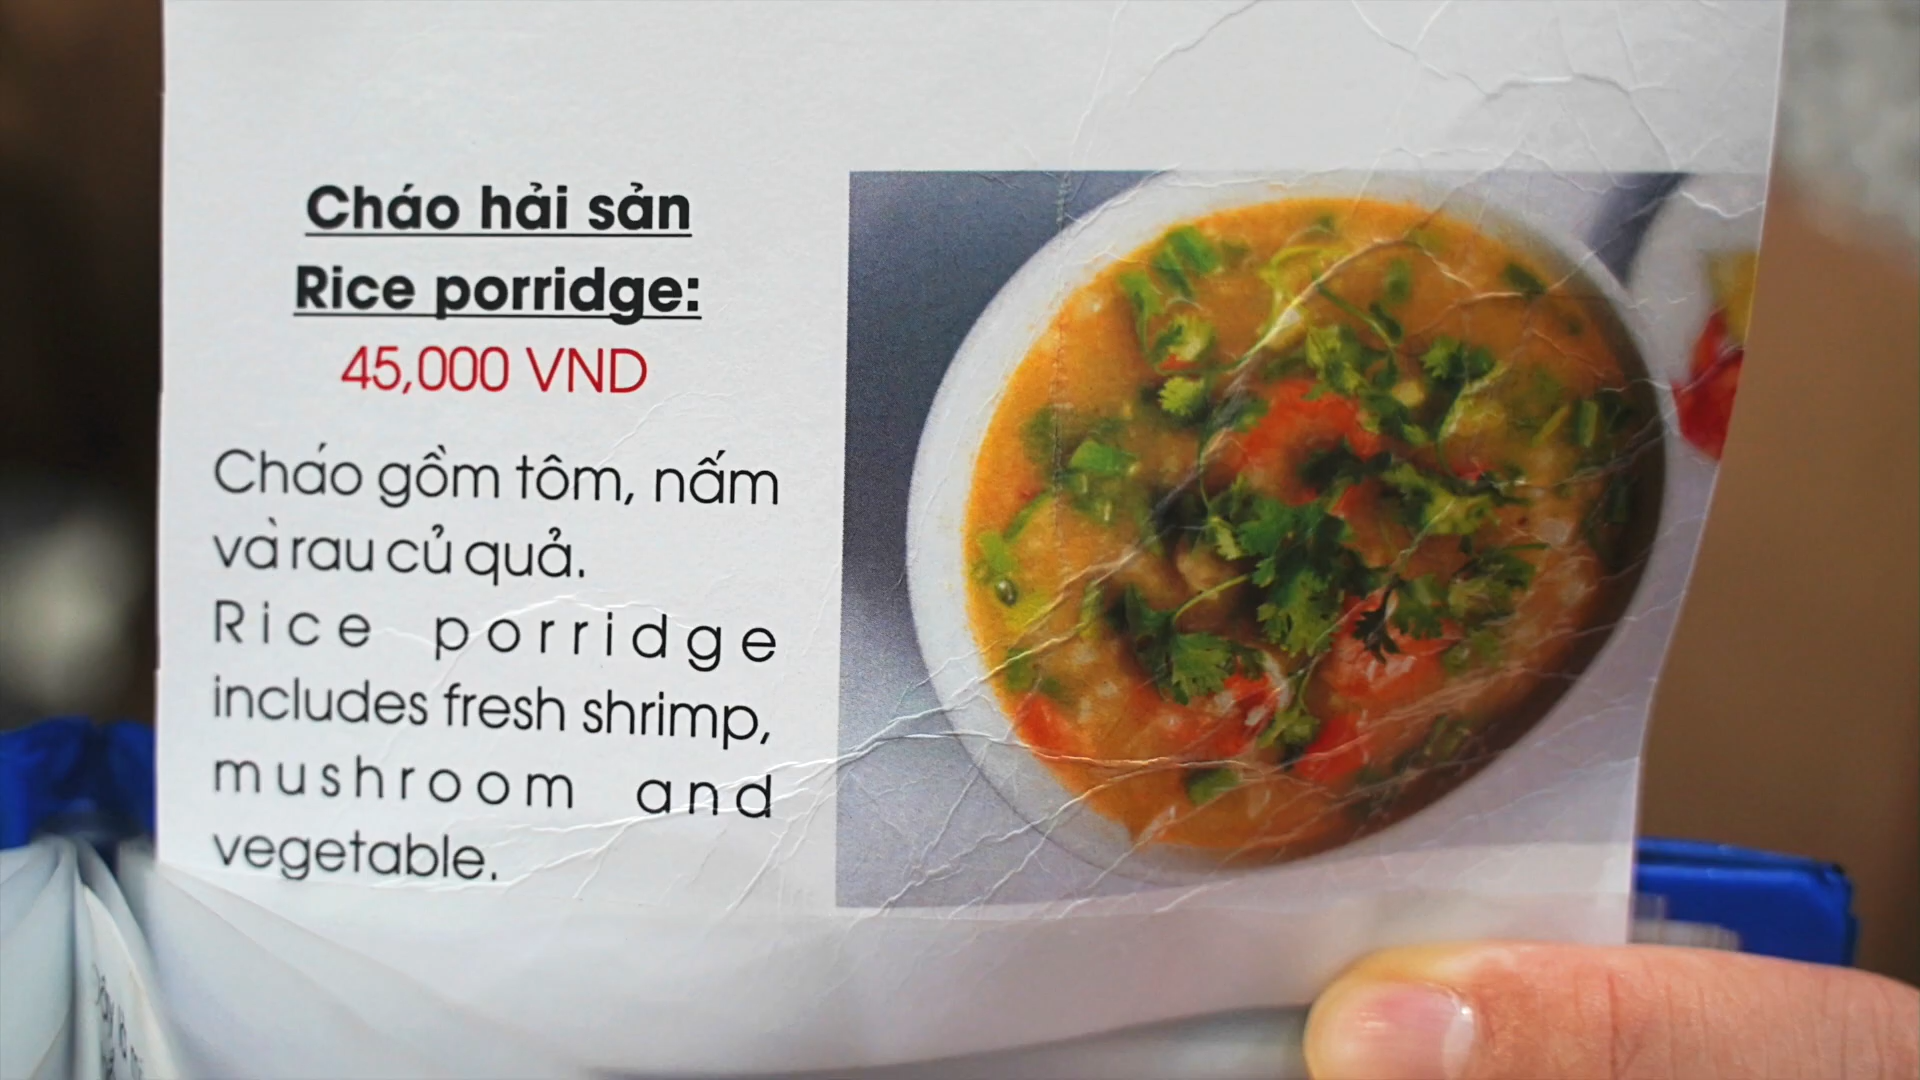 Cháo hải sản
Rice porridge:
45,000 VND
Cháo gồm tôm, nấm
và rau củ quả.
Rice porridge
includes fresh shrimp,
mushroom and
vegetable.